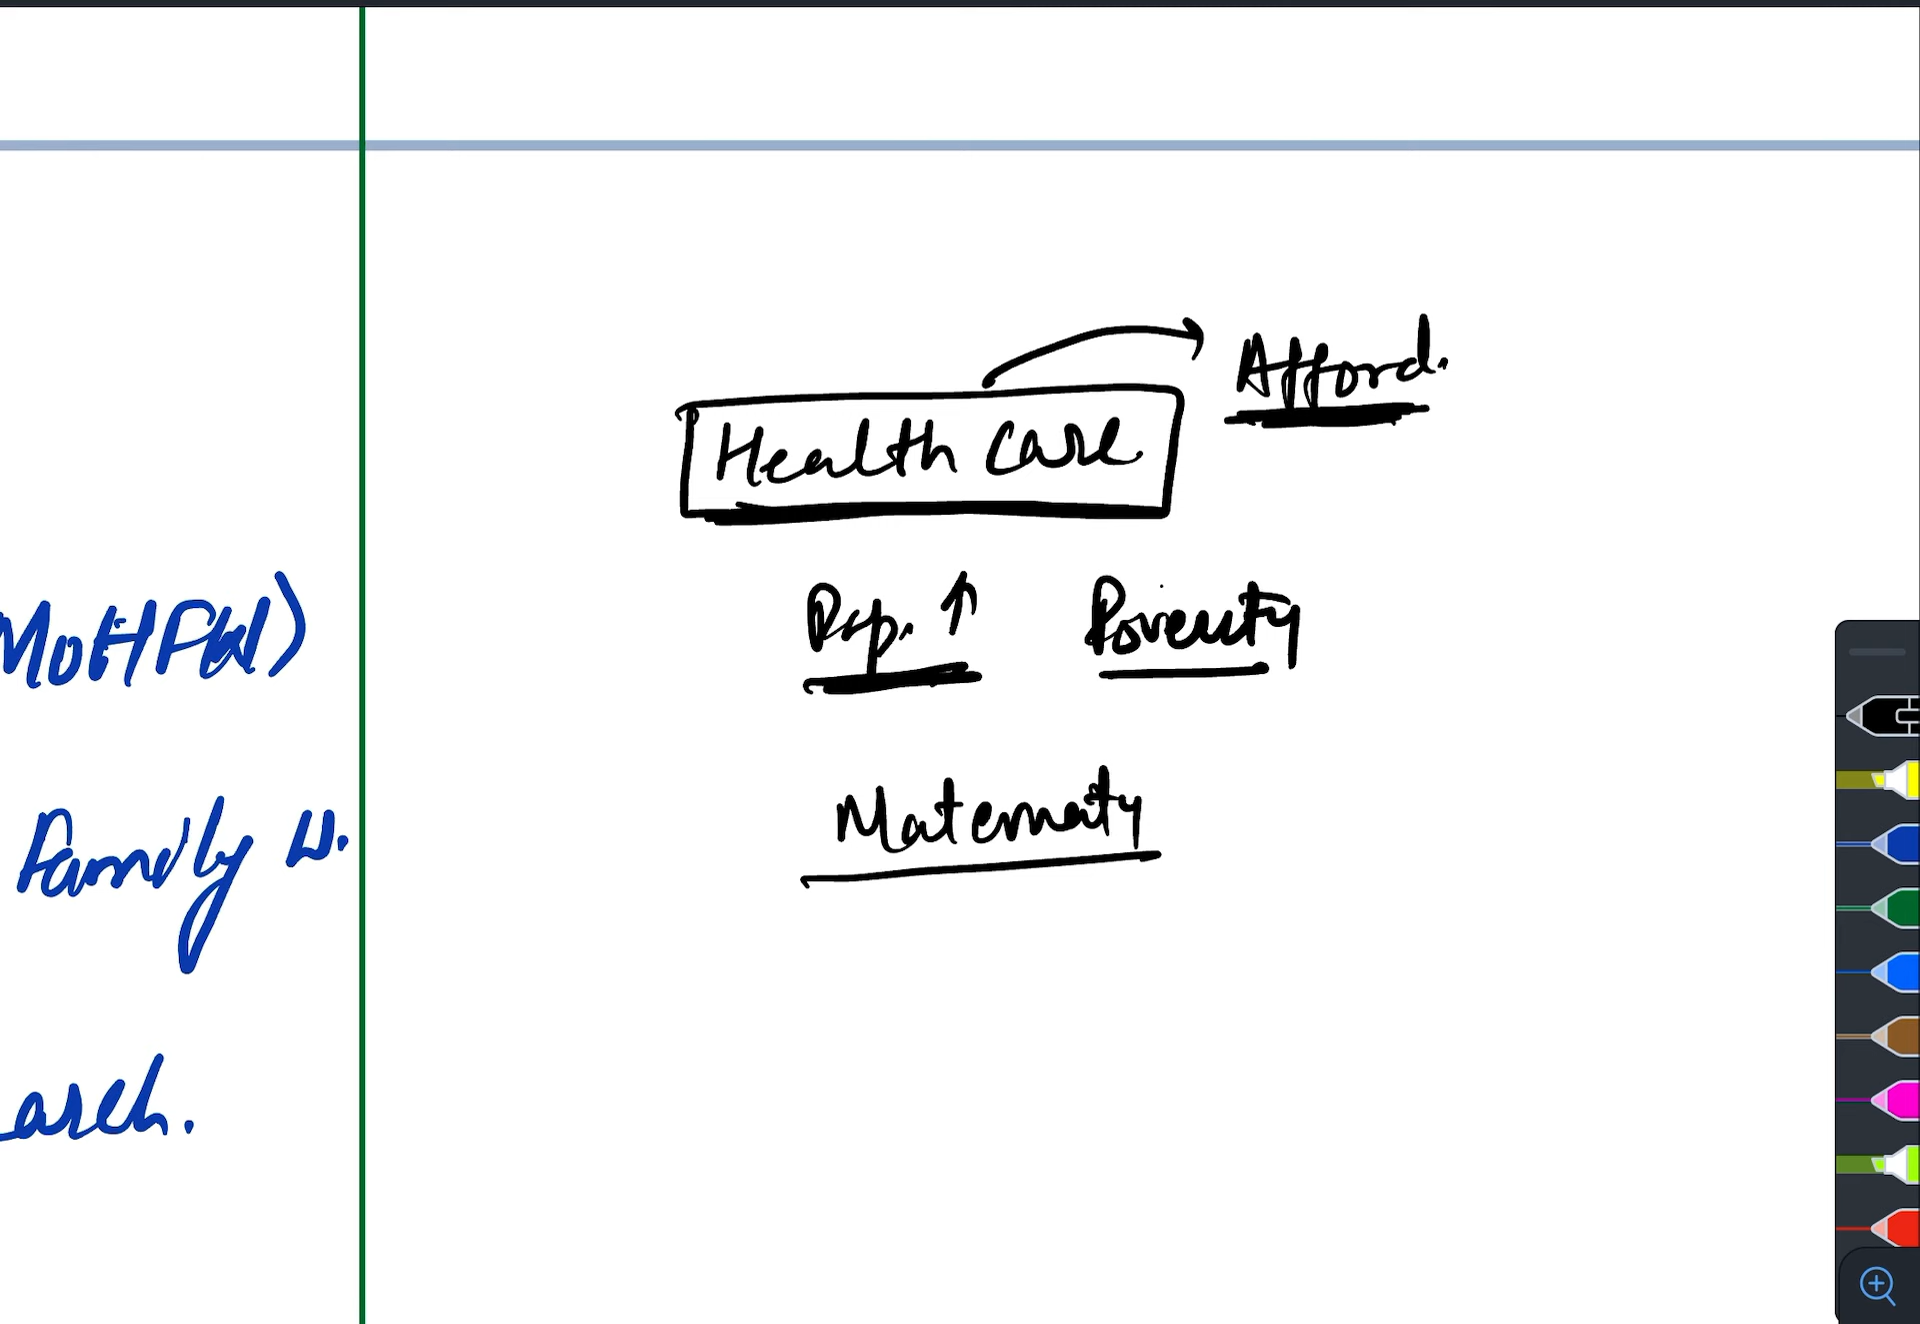 Afford.
Health Care
Pop. ↑ Poverty
MoHFW)
Maternity
Family W.
arch.